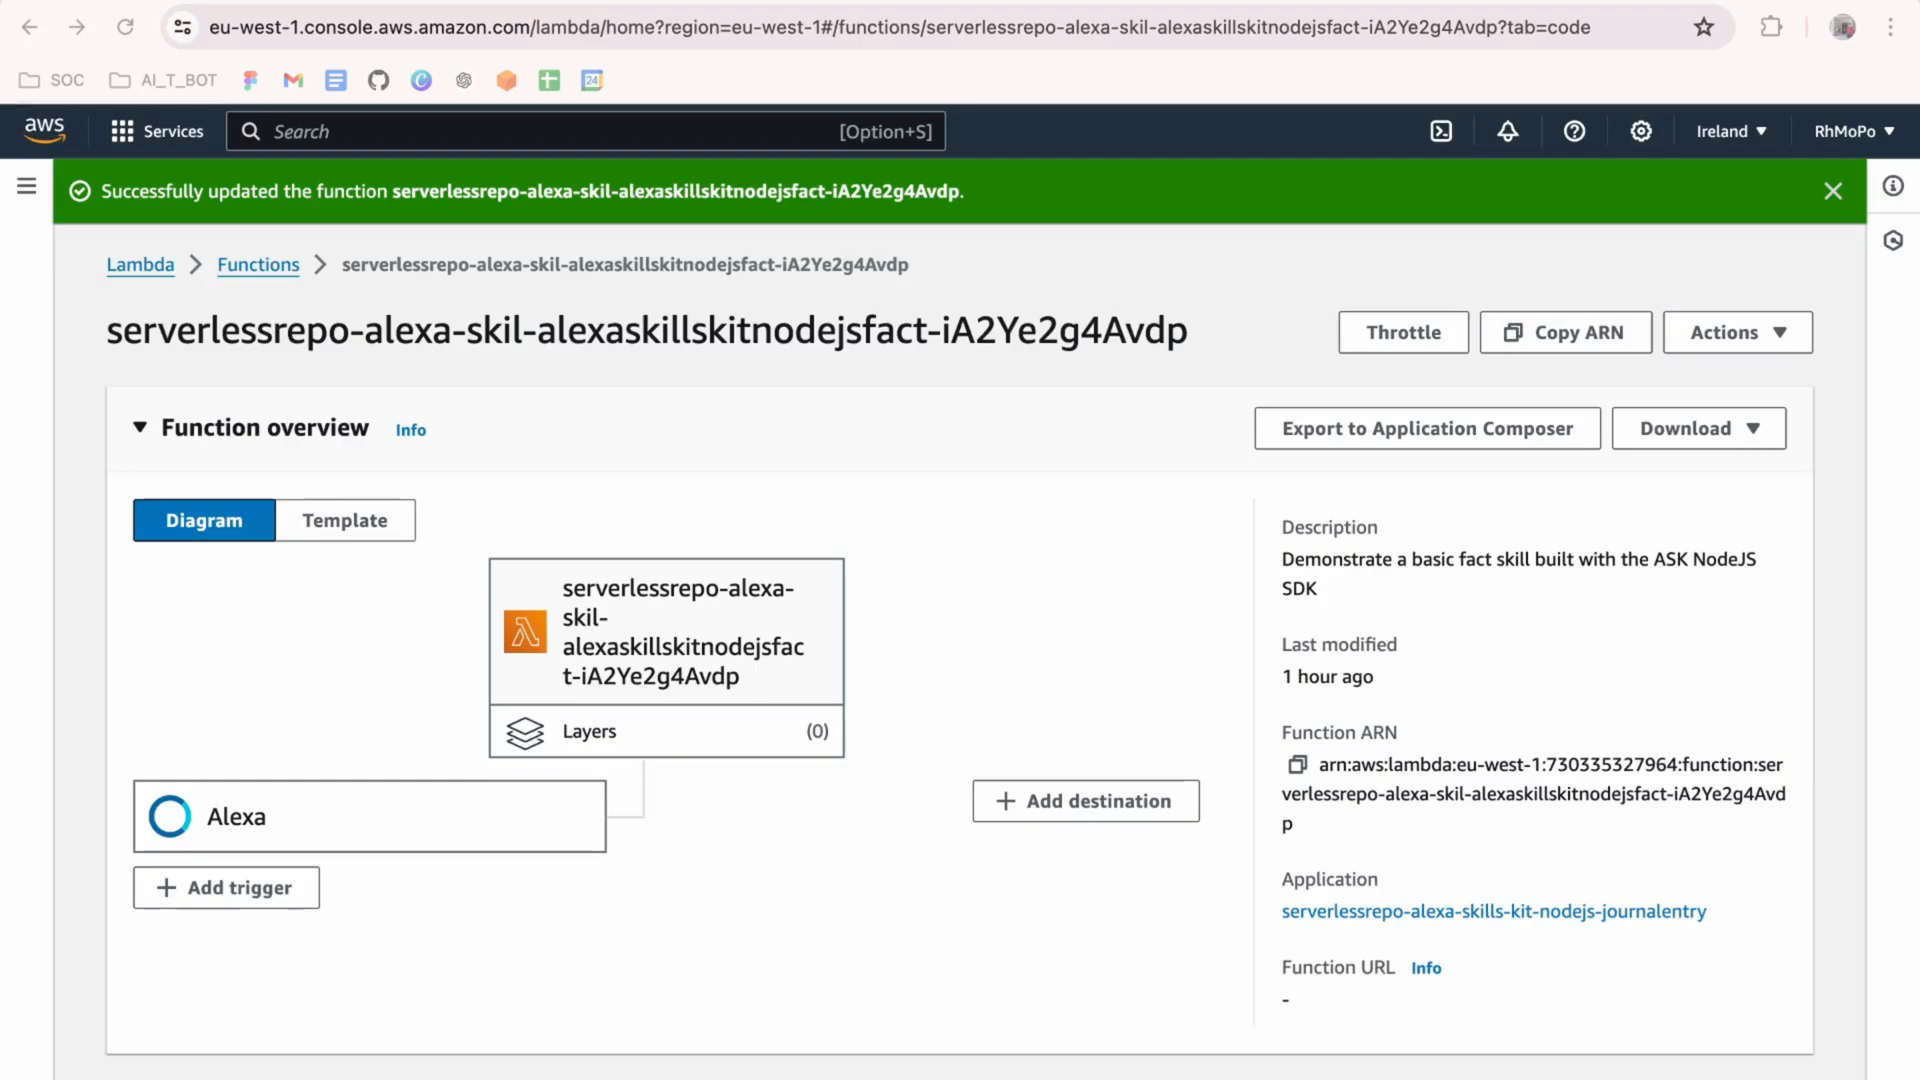 eu-west-1.console.aws.amazon.com/lambda/home?region=eu-west-1#/functions/serverlessrepo-alexa-skil-alexaskillskitnodejsfact-iA2Ye2g4Avdp?tab=code
SOC
AI_T_BOT
24
aws
Services
Search
[Option+S]
Ireland
RhMoPo
Successfully updated the function serverlessrepo-alexa-skil-alexaskillskitnodejsfact-iA2Ye2g4Avdp.
Lambda
Functions
serverlessrepo-alexa-skil-alexaskillskitnodejsfact-iA2Ye2g4Avdp
serverlessrepo-alexa-skil-alexaskillskitnodejsfact-iA2Ye2g4Avdp
Throttle
Copy ARN
Actions
Function overview
Info
Export to Application Composer
Download
Diagram
Template
serverlessrepo-alexa-
skil-
alexaskillskitnodejsfac
t-iA2Ye2g4Avdp
Layers
(0)
Alexa
Add trigger
Add destination
Description
Demonstrate a basic fact skill built with the ASK NodeJS
SDK
Last modified
1 hour ago
Function ARN
arn:aws:lambda:eu-west-1:730335327964:function:ser
verlessrepo-alexa-skil-alexaskillskitnodejsfact-iA2Ye2g4Avd
p
Application
serverlessrepo-alexa-skills-kit-nodejs-journalentry
Function URL
Info
-